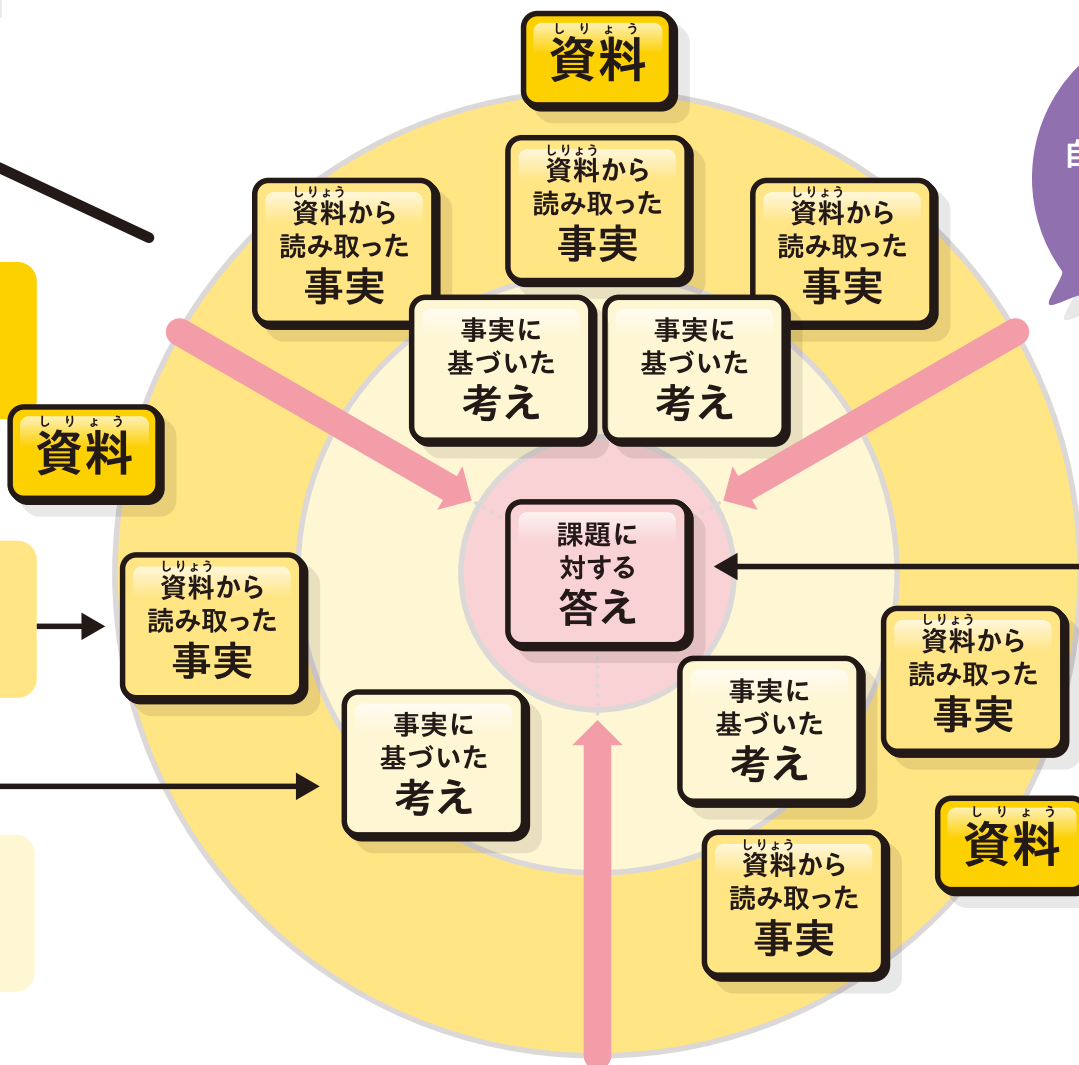 しりょう
資料
しりょう
資料から
読み取った
事実
しりょう
資料から
読み取った
事実
しりょう
資料から
読み取った
事実
自
事実に
基づいた
考え
事実に
基づいた
考え
しりょう
資料
課題に
対する
答え
しりょう
資料から
読み取った
事実
しりょう
資料から
読み取った
事実
事実に
基づいた
考え
事実に
基づいた
考え
しりょう
資料
しりょう
資料から
読み取った
事実